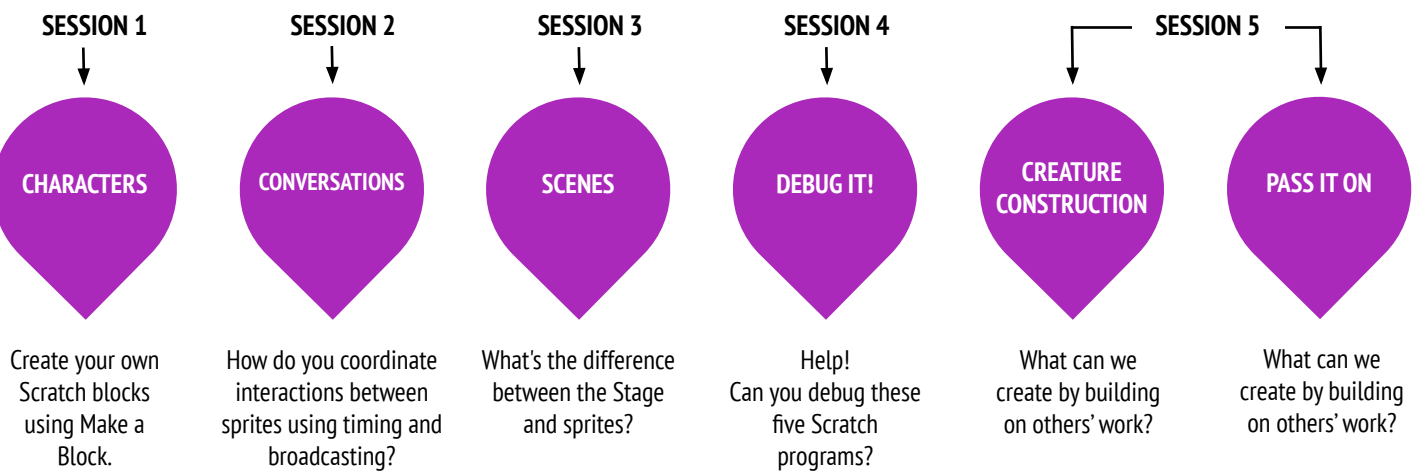 SESSION 1
SESSION 2
SESSION 3
SESSION 4
SESSION 5
CHARACTERS
CONVERSATIONS
SCENES
DEBUG IT!
CREATURE
CONSTRUCTION
PASS IT ON
Create your own
Scratch blocks
using Make a
Block.
How do you coordinate
interactions between
sprites using timing and
broadcasting?
What's the difference
between the Stage
and sprites?
Help!
Can you debug these
five Scratch
programs?
What can we
create by building
on others’ work?
What can we
create by building
on others’ work?